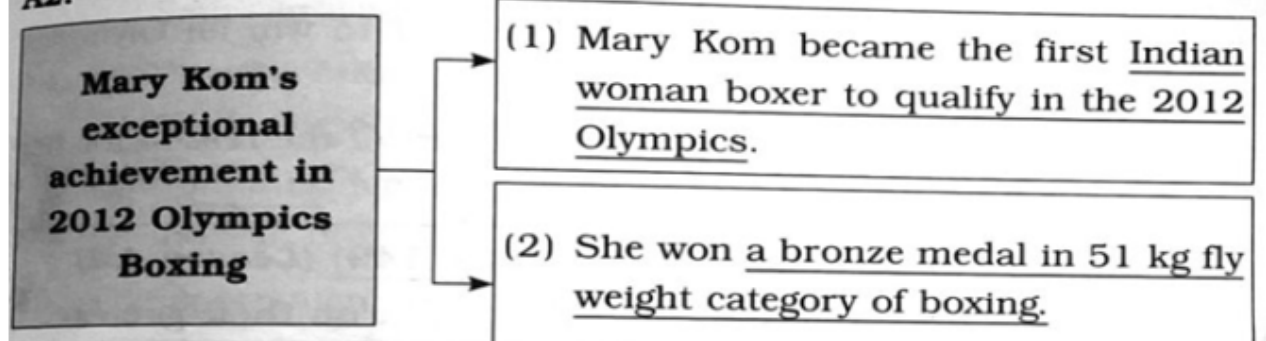 Mary Kom's
exceptional
achievement in
2012 Olympics
Boxing
(1) Mary Kom became the first Indian
woman boxer to qualify in the 2012
Olympics.
(2) She won a bronze medal in 51 kg fly
weight category of boxing.